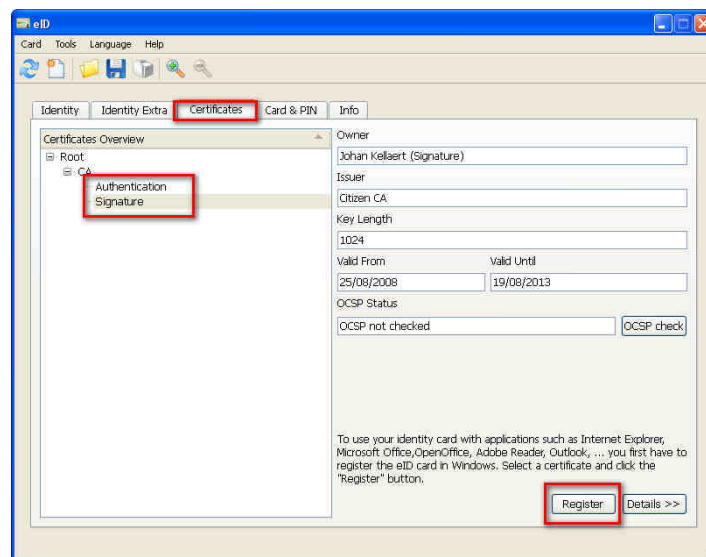 eID
Card Tools Language Help
Identity Identity Extra Certificates Card & PIN Info
Certificates Overview
Root
CA
Authentication
Signature
Owner
Johan Kellaert (Signature)
Issuer
Citizen CA
Key Length
1024
Valid From Valid Until
25/08/2008 19/08/2013
OCSP Status
OCSP not checked OCSP check
To use your identity card with applications such as Internet Explorer,
Microsoft Office,OpenOffice, Adobe Reader, Outlook, ... you first have to
register the eID card in Windows. Select a certificate and click the
"Register" button.
Register Details >>